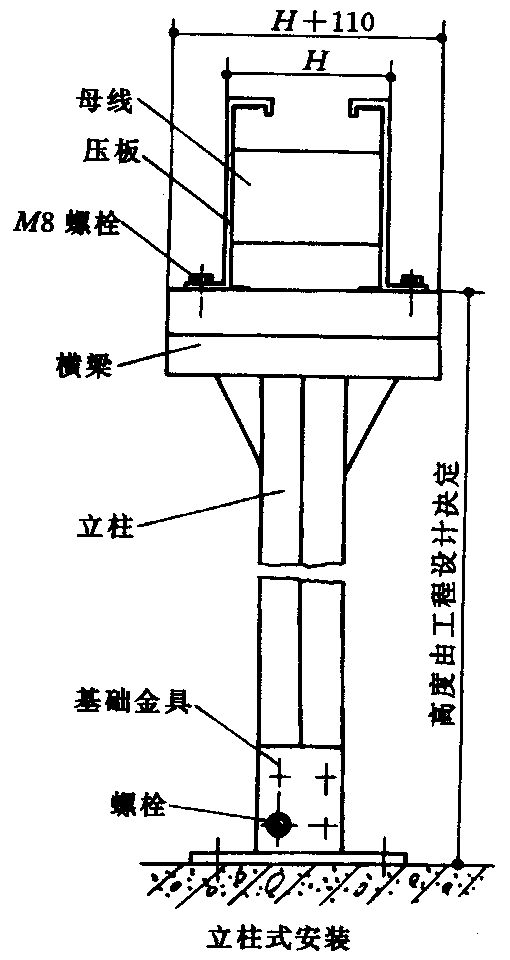 H+110
H
母线
压板
M8 螺栓
横梁
立柱
高度由工程设计决定
基础金具
螺栓
立柱式安装